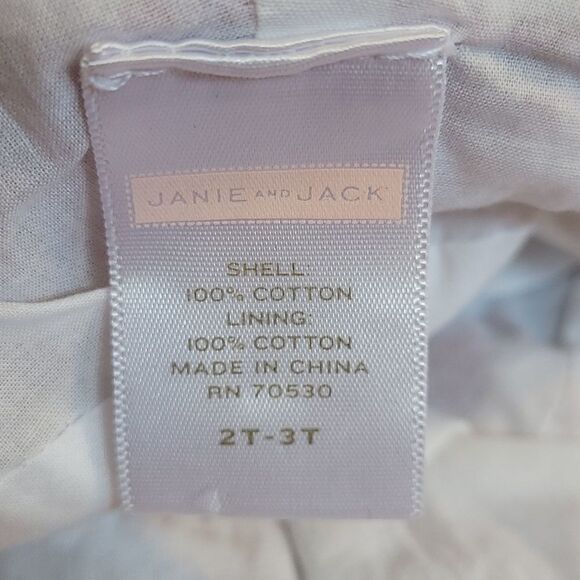 JANIE AND JACK
SHELL:
100% COTTON
LINING:
100% COTTON
MADE IN CHINA
RN 70530
2T-3T